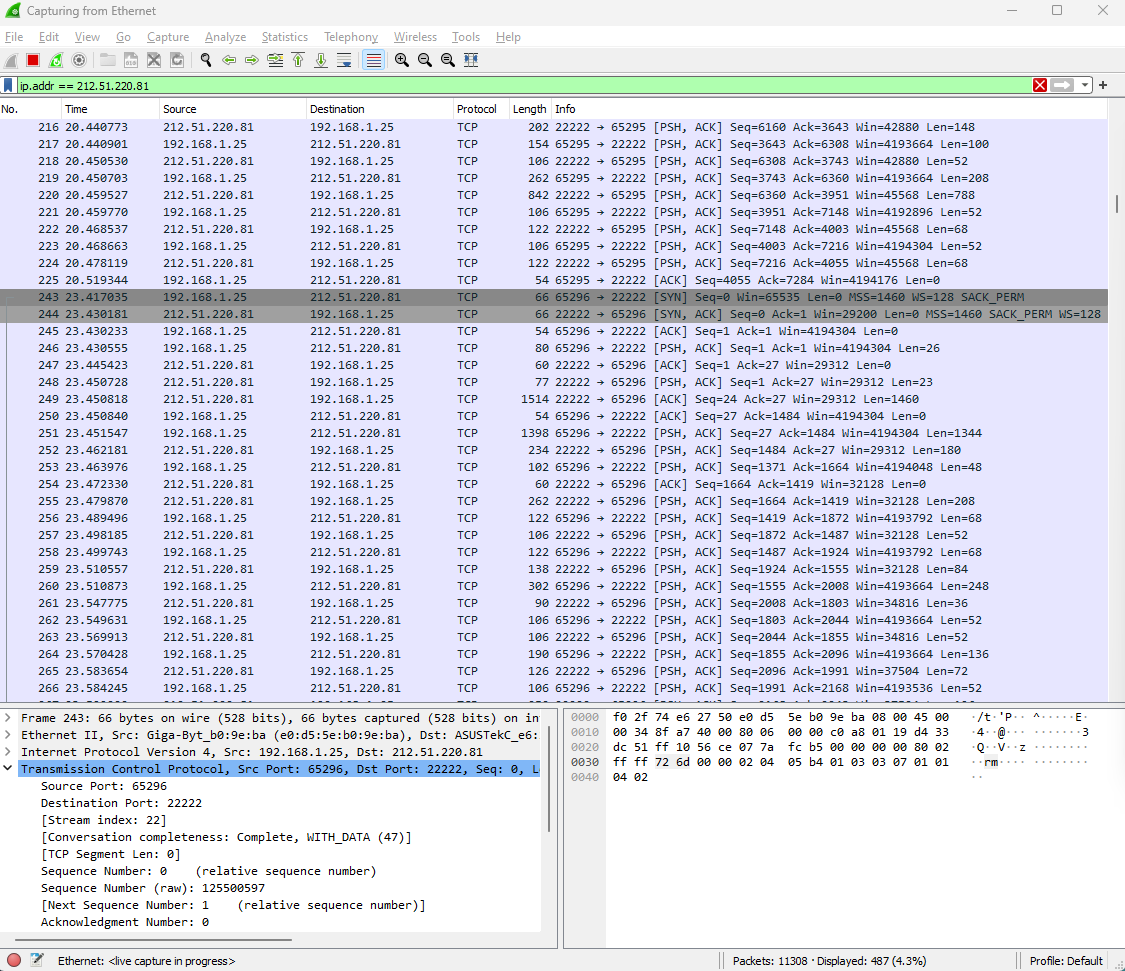 Capturing from Ethernet
File Edit View Go Capture Analyze Statistics Telephony Wireless Tools Help
ip.addr == 212.51.220.81
No. Time Source Destination Protocol Length Info
216 20.440773 212.51.220.81 192.168.1.25 TCP 202 22222 → 65295 [PSH, ACK] Seq=6160 Ack=3643 Win=42880 Len=148
217 20.440901 192.168.1.25 212.51.220.81 TCP 154 65295 → 22222 [PSH, ACK] Seq=3643 Ack=6308 Win=4193664 Len=100
218 20.450530 212.51.220.81 192.168.1.25 TCP 106 22222 → 65295 [PSH, ACK] Seq=6308 Ack=3743 Win=42880 Len=52
219 20.450703 192.168.1.25 212.51.220.81 TCP 262 65295 → 22222 [PSH, ACK] Seq=3743 Ack=6360 Win=4193664 Len=208
220 20.459527 212.51.220.81 192.168.1.25 TCP 842 22222 → 65295 [PSH, ACK] Seq=6360 Ack=3951 Win=45568 Len=788
221 20.459770 192.168.1.25 212.51.220.81 TCP 106 65295 → 22222 [PSH, ACK] Seq=3951 Ack=7148 Win=4192896 Len=52
222 20.468537 212.51.220.81 192.168.1.25 TCP 122 22222 → 65295 [PSH, ACK] Seq=7148 Ack=4003 Win=45568 Len=68
223 20.468663 192.168.1.25 212.51.220.81 TCP 106 65295 → 22222 [PSH, ACK] Seq=4003 Ack=7216 Win=4194304 Len=52
224 20.478119 212.51.220.81 192.168.1.25 TCP 122 22222 → 65295 [PSH, ACK] Seq=7216 Ack=4055 Win=45568 Len=68
225 20.519344 192.168.1.25 212.51.220.81 TCP 54 65295 → 22222 [ACK] Seq=4055 Ack=7284 Win=4194176 Len=0
243 23.417035 192.168.1.25 212.51.220.81 TCP 66 65296 → 22222 [SYN] Seq=0 Win=65535 Len=0 MSS=1460 WS=128 SACK_PERM
244 23.430181 212.51.220.81 192.168.1.25 TCP 66 22222 → 65296 [SYN, ACK] Seq=0 Ack=1 Win=29200 Len=0 MSS=1460 SACK_PERM WS=128
245 23.430233 192.168.1.25 212.51.220.81 TCP 54 65296 → 22222 [ACK] Seq=1 Ack=1 Win=4194304 Len=0
246 23.430555 192.168.1.25 212.51.220.81 TCP 80 65296 → 22222 [PSH, ACK] Seq=1 Ack=1 Win=4194304 Len=26
247 23.445423 212.51.220.81 192.168.1.25 TCP 60 22222 → 65296 [ACK] Seq=1 Ack=27 Win=29312 Len=0
248 23.450728 212.51.220.81 192.168.1.25 TCP 77 22222 → 65296 [PSH, ACK] Seq=1 Ack=27 Win=29312 Len=23
249 23.450818 212.51.220.81 192.168.1.25 TCP 1514 22222 → 65296 [ACK] Seq=24 Ack=27 Win=29312 Len=1460
250 23.450840 192.168.1.25 212.51.220.81 TCP 54 65296 → 22222 [ACK] Seq=27 Ack=1484 Win=4194304 Len=0
251 23.451547 192.168.1.25 212.51.220.81 TCP 1398 65296 → 22222 [PSH, ACK] Seq=27 Ack=1484 Win=4194304 Len=1344
252 23.462181 212.51.220.81 192.168.1.25 TCP 234 22222 → 65296 [PSH, ACK] Seq=1484 Ack=27 Win=29312 Len=180
253 23.463976 192.168.1.25 212.51.220.81 TCP 102 65296 → 22222 [PSH, ACK] Seq=1371 Ack=1664 Win=4194048 Len=48
254 23.472330 212.51.220.81 192.168.1.25 TCP 60 22222 → 65296 [ACK] Seq=1664 Ack=1419 Win=32128 Len=0
255 23.479870 212.51.220.81 192.168.1.25 TCP 262 22222 → 65296 [PSH, ACK] Seq=1664 Ack=1419 Win=32128 Len=208
256 23.489496 192.168.1.25 212.51.220.81 TCP 122 65296 → 22222 [PSH, ACK] Seq=1419 Ack=1872 Win=4193792 Len=68
257 23.498185 212.51.220.81 192.168.1.25 TCP 106 22222 → 65296 [PSH, ACK] Seq=1872 Ack=1487 Win=32128 Len=52
258 23.499743 192.168.1.25 212.51.220.81 TCP 122 65296 → 22222 [PSH, ACK] Seq=1487 Ack=1924 Win=4193792 Len=68
259 23.510557 212.51.220.81 192.168.1.25 TCP 138 22222 → 65296 [PSH, ACK] Seq=1924 Ack=1555 Win=32128 Len=84
260 23.510873 192.168.1.25 212.51.220.81 TCP 302 65296 → 22222 [PSH, ACK] Seq=1555 Ack=2008 Win=4193664 Len=248
261 23.547775 212.51.220.81 192.168.1.25 TCP 90 22222 → 65296 [PSH, ACK] Seq=2008 Ack=1803 Win=34816 Len=36
262 23.549631 192.168.1.25 212.51.220.81 TCP 106 65296 → 22222 [PSH, ACK] Seq=1803 Ack=2044 Win=4193664 Len=52
263 23.569913 212.51.220.81 192.168.1.25 TCP 106 22222 → 65296 [PSH, ACK] Seq=2044 Ack=1855 Win=34816 Len=52
264 23.570428 192.168.1.25 212.51.220.81 TCP 190 65296 → 22222 [PSH, ACK] Seq=1855 Ack=2096 Win=4193664 Len=136
265 23.583654 212.51.220.81 192.168.1.25 TCP 126 22222 → 65296 [PSH, ACK] Seq=2096 Ack=1991 Win=37504 Len=72
266 23.584245 192.168.1.25 212.51.220.81 TCP 106 65296 → 22222 [PSH, ACK] Seq=1991 Ack=2168 Win=4193536 Len=52
Frame 243: 66 bytes on wire (528 bits), 66 bytes captured (528 bits) on in
Ethernet II, Src: Giga-Byt_b0:9e:ba (e0:d5:5e:b0:9e:ba), Dst: ASUSTekC_e6:
Internet Protocol Version 4, Src: 192.168.1.25, Dst: 212.51.220.81
Transmission Control Protocol, Src Port: 65296, Dst Port: 22222, Seq: 0, L
Source Port: 65296
Destination Port: 22222
[Stream index: 22]
[Conversation completeness: Complete, WITH_DATA (47)]
[TCP Segment Len: 0]
Sequence Number: 0 (relative sequence number)
Sequence Number (raw): 125500597
[Next Sequence Number: 1 (relative sequence number)]
Acknowledgment Number: 0
0000 f0 2f 74 e6 27 50 e0 d5 5e b0 9e ba 08 00 45 00 ·/t·'P·· ^·····E·
0010 00 34 8f a7 40 00 80 06 00 00 c0 a8 01 19 d4 33 ·4··@··· ·······3
0020 dc 51 ff 10 56 ce 07 7a fc b5 00 00 00 00 80 02 ·Q··V··z ········
0030 ff ff 72 6d 00 00 02 04 05 b4 01 03 03 07 01 01 ··rm···· ········
0040 04 02 ··
Ethernet: <live capture in progress>
Packets: 11308 · Displayed: 487 (4.3%)
Profile: Default